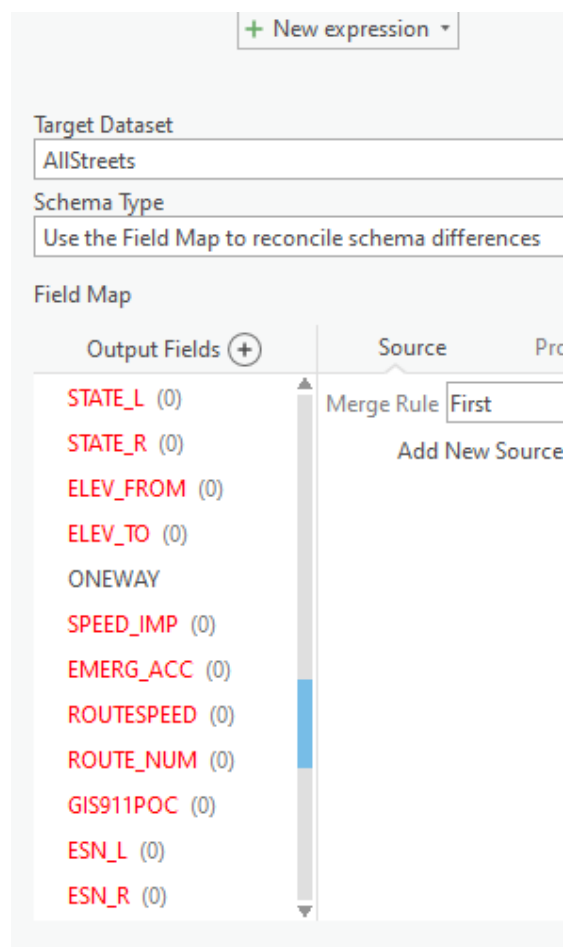 + New expression
Target Dataset
AllStreets
Schema Type
Use the Field Map to reconcile schema differences
Field Map
Output Fields +
Source
Pro
STATE_L (0)
Merge Rule First
STATE_R (0)
Add New Source
ELEV_FROM (0)
ELEV_TO (0)
ONEWAY
SPEED_IMP (0)
EMERG_ACC (0)
ROUTESPEED (0)
ROUTE_NUM (0)
GIS911POC (0)
ESN_L (0)
ESN_R (0)